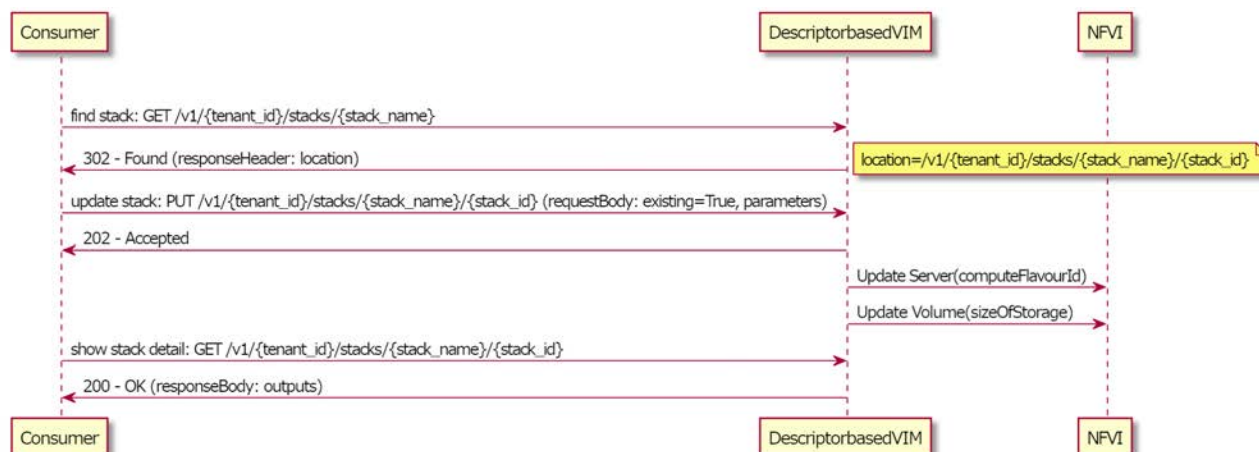 Consumer
DescriptorbasedVIM
NFVI
find stack: GET /v1/{tenant_id}/stacks/{stack_name}
302 - Found (responseHeader: location)
location=/v1/{tenant_id}/stacks/{stack_name}/{stack_id}
update stack: PUT /v1/{tenant_id}/stacks/{stack_name}/{stack_id} (requestBody: existing=True, parameters)
202 - Accepted
Update Server(computeFlavourId)
Update Volume(sizeOfStorage)
show stack detail: GET /v1/{tenant_id}/stacks/{stack_name}/{stack_id}
200 - OK (responseBody: outputs)
Consumer
DescriptorbasedVIM
NFVI